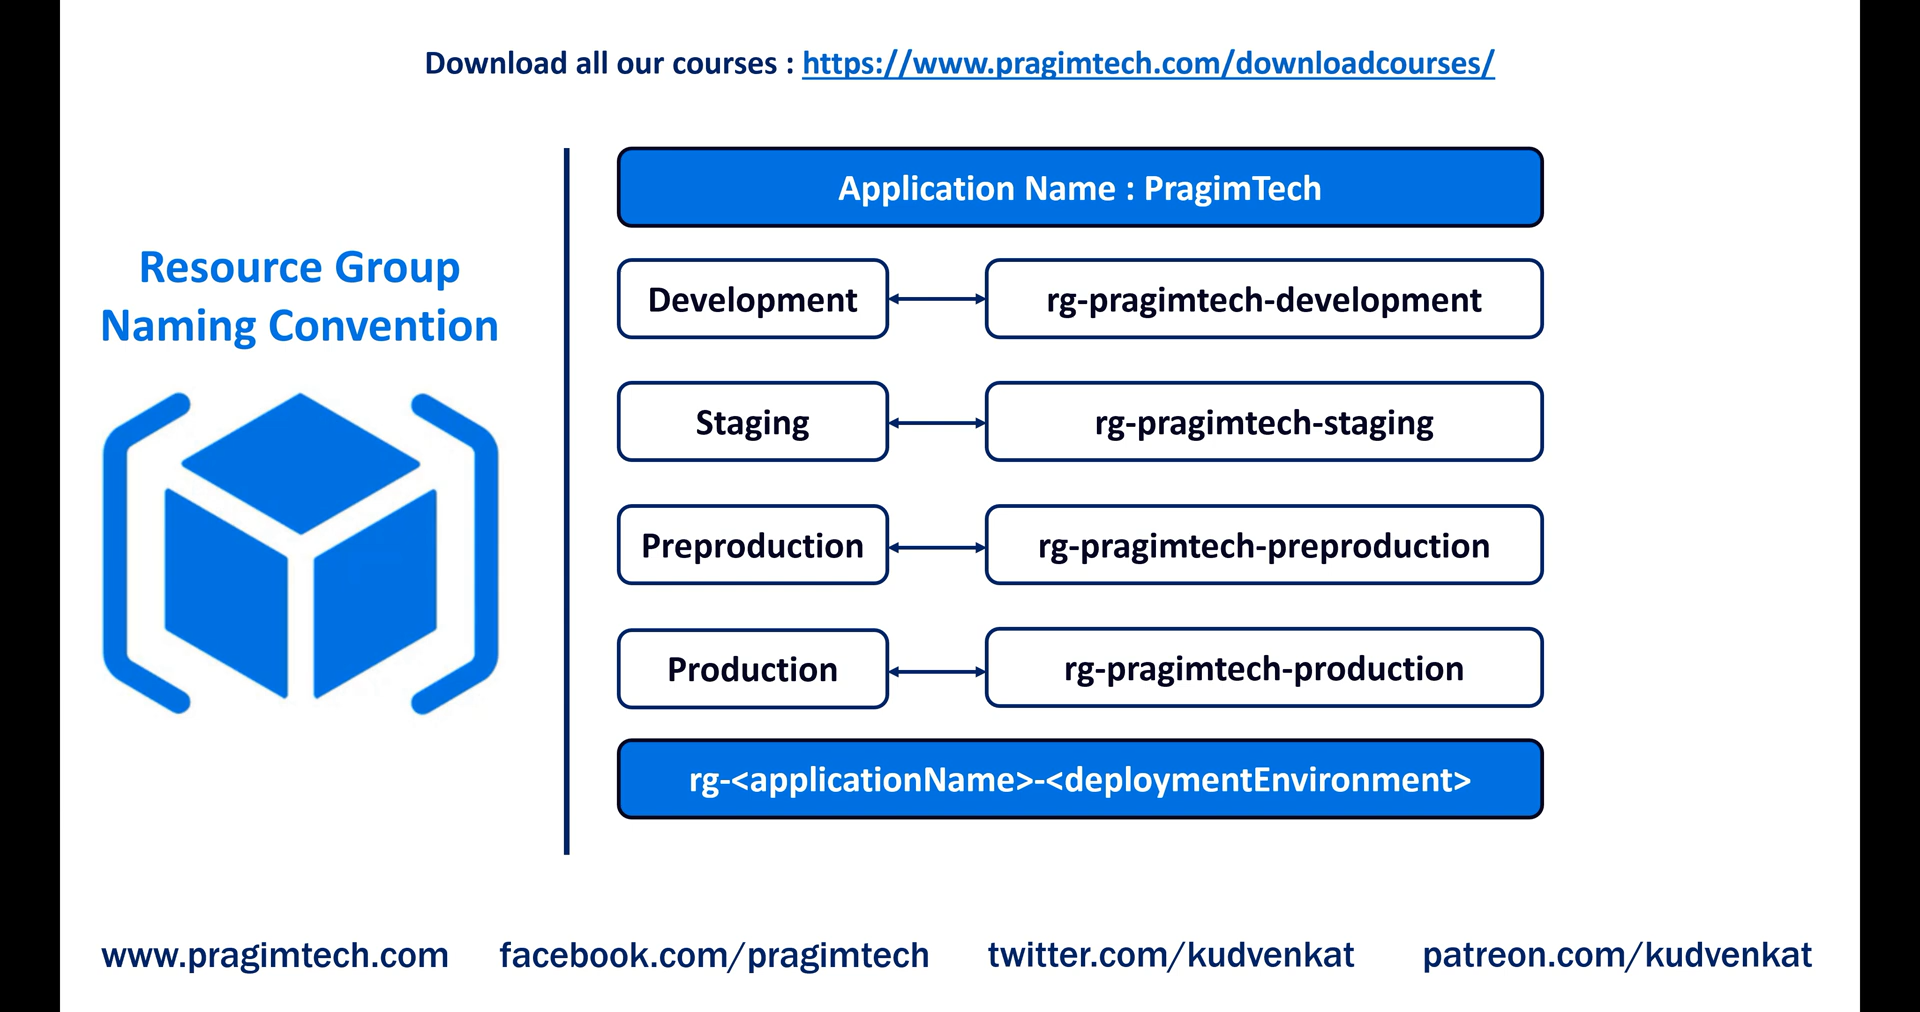 Download all our courses : https://www.pragimtech.com/downloadcourses/
Resource Group
Naming Convention
Application Name : PragimTech
Development
rg-pragimtech-development
Staging
rg-pragimtech-staging
Preproduction
rg-pragimtech-preproduction
Production
rg-pragimtech-production
rg-<applicationName>-<deploymentEnvironment>
www.pragimtech.com
facebook.com/pragimtech
twitter.com/kudvenkat
patreon.com/kudvenkat